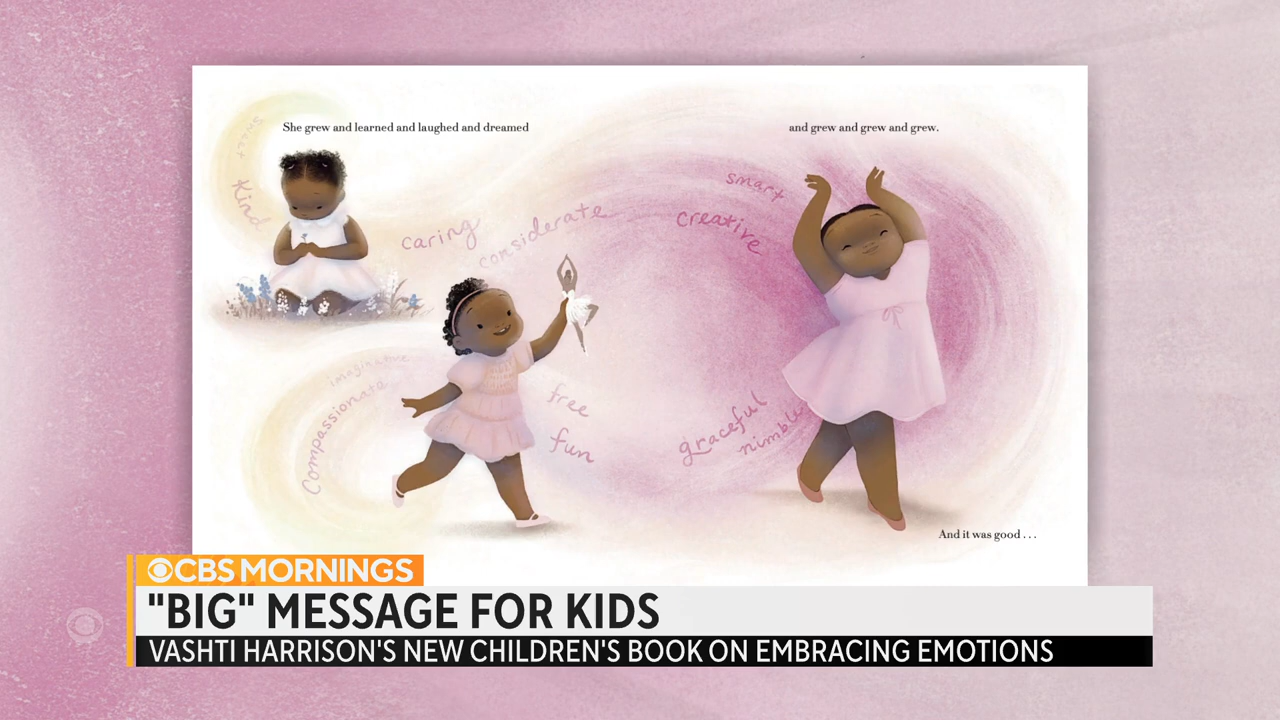 She grew and learned and laughed and dreamed
and grew and grew and grew.
sweet
kind
caring
considerate
smart
creative
imaginative
compassionate
free
fun
graceful
nimble
And it was good . . .
CBS MORNINGS
"BIG" MESSAGE FOR KIDS
VASHTI HARRISON'S NEW CHILDREN'S BOOK ON EMBRACING EMOTIONS